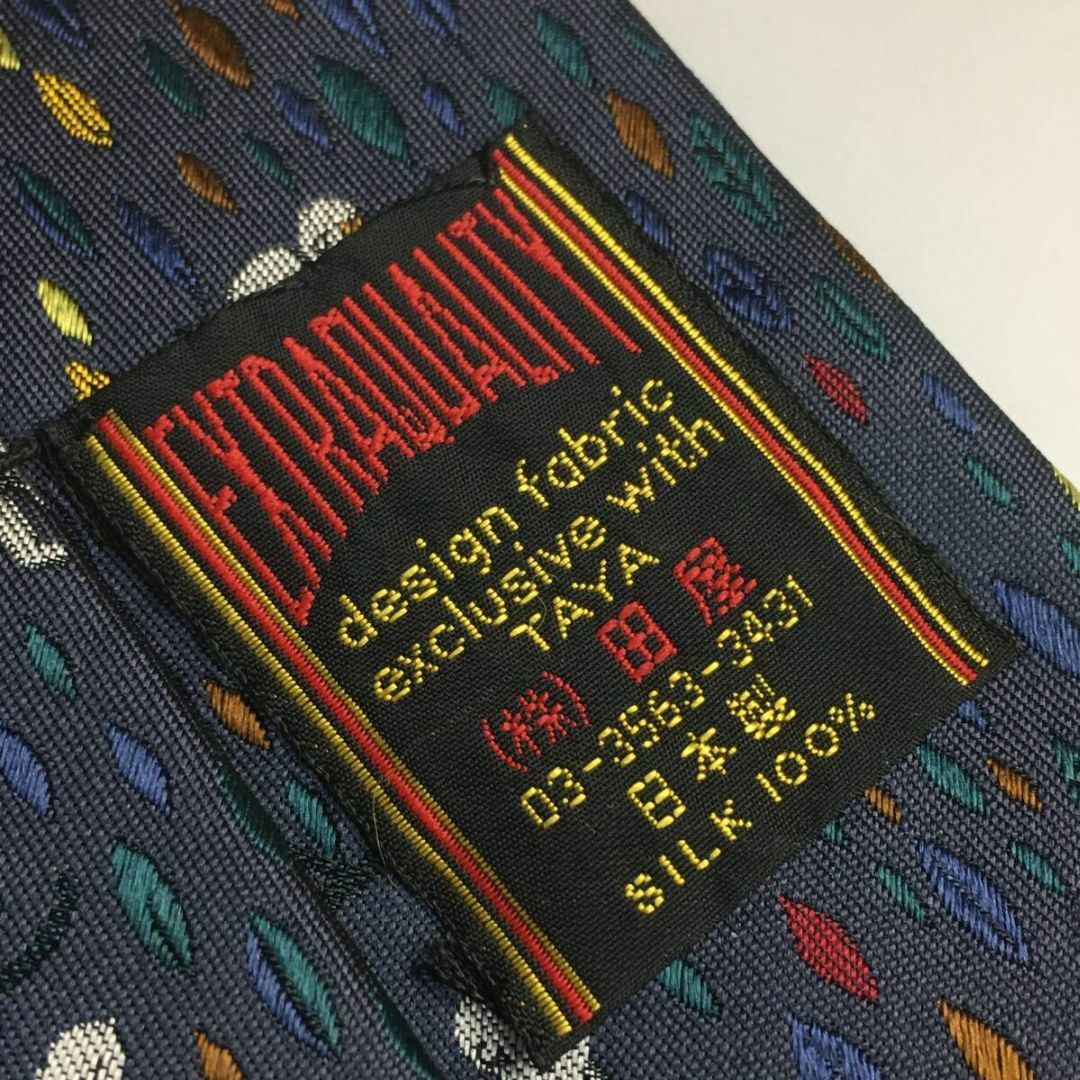 EXTRAQUALITY
design fabric
exclusive with
TAYA
(株)田屋
03-3563-3431
日本製
SILK 100%